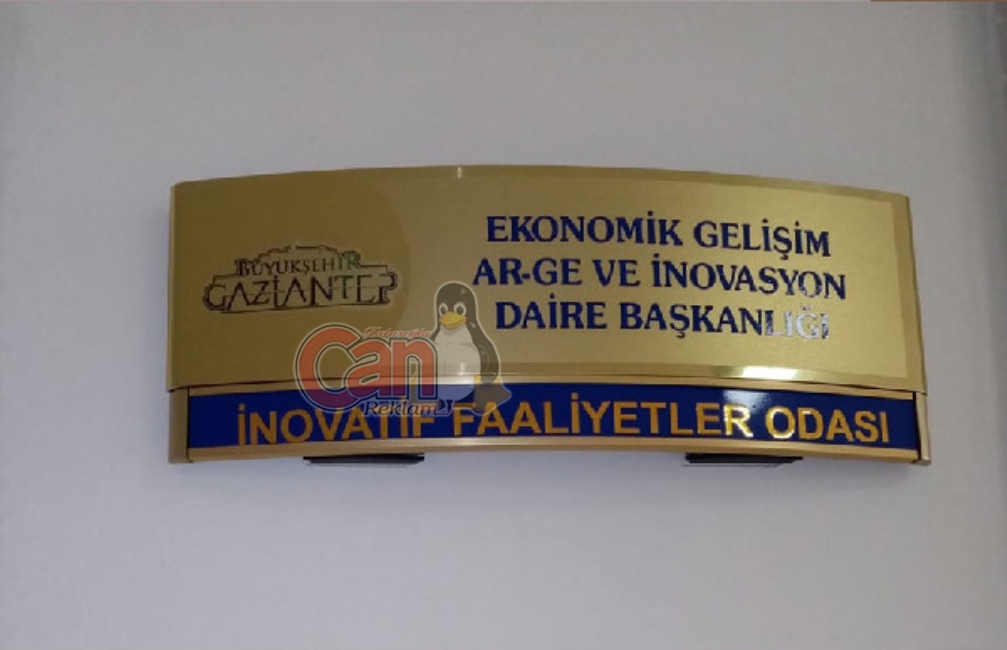 BÜYÜKŞEHİR
GAZİANTEP
EKONOMİK GELİŞİM
AR-GE VE İNOVASYON
DAİRE BAŞKANLIĞI
Can
Reklam
İNOVATİF FAALİYETLER ODASI